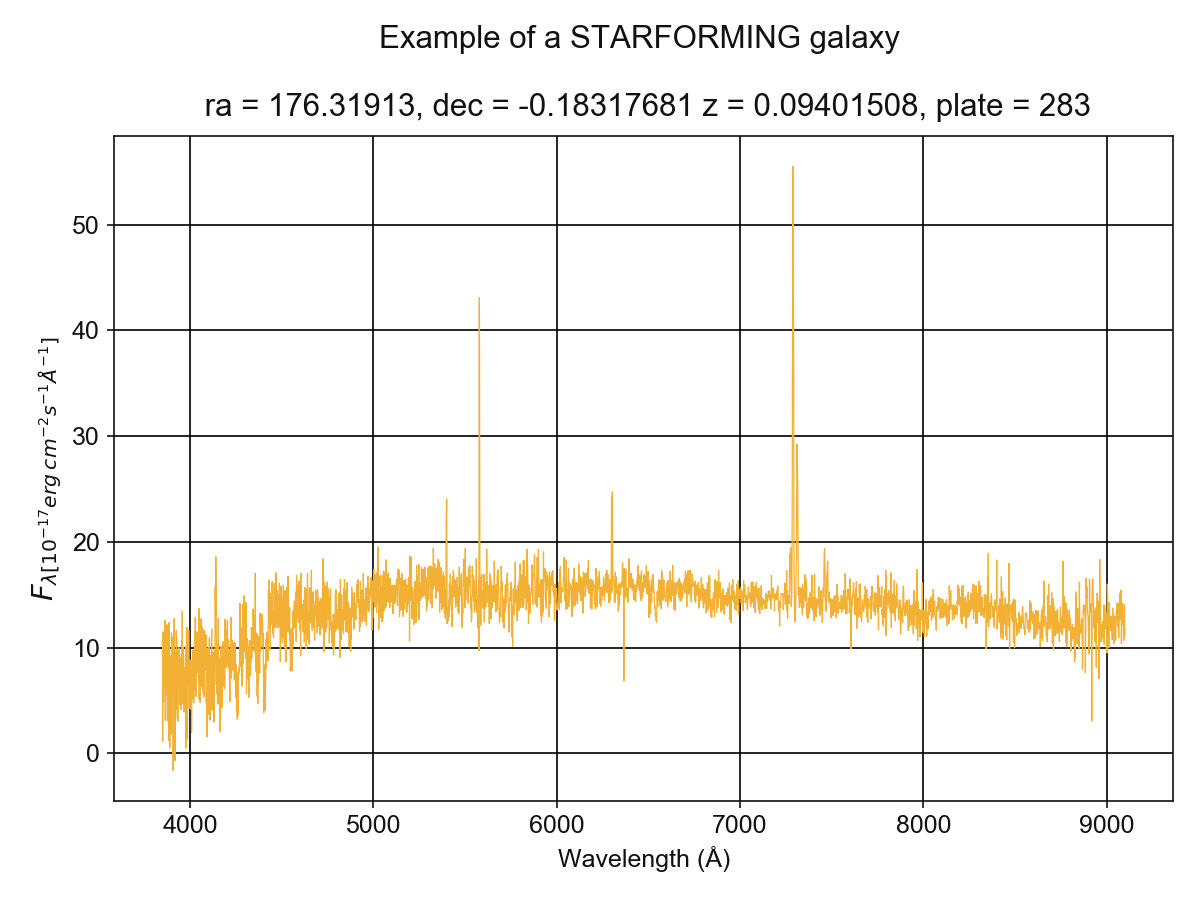 Example of a STARFORMING galaxy
ra = 176.31913, dec = -0.18317681 z = 0.09401508, plate = 283
50
40
30
20
10
0
F_{λ[10^{-17}erg cm^{-2}s^{-1}Å^{-1}]}
4000 5000 6000 7000 8000 9000
Wavelength (Å)